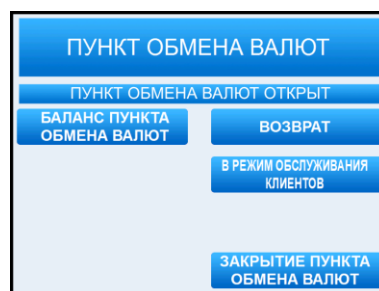 ПУНКТ ОБМЕНА ВАЛЮТ
ПУНКТ ОБМЕНА ВАЛЮТ ОТКРЫТ
БАЛАНС ПУНКТА
ОБМЕНА ВАЛЮТ
ВОЗВРАТ
В РЕЖИМ ОБСЛУЖИВАНИЯ
КЛИЕНТОВ
ЗАКРЫТИЕ ПУНКТА
ОБМЕНА ВАЛЮТ